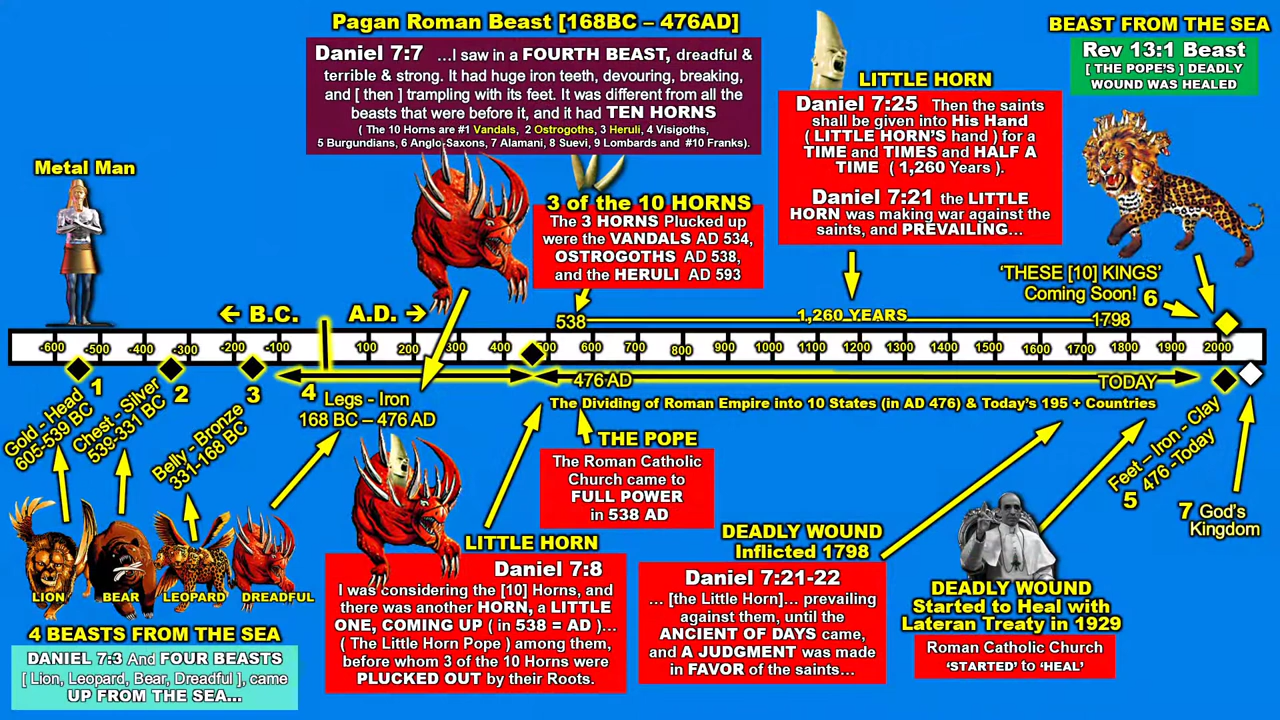 Pagan Roman Beast [168BC – 476AD]
Daniel 7:7 ...I saw in a FOURTH BEAST, dreadful &
terrible & strong. It had huge iron teeth, devouring, breaking,
and [ then ] trampling with its feet. It was different from all the
beasts that were before it, and it had TEN HORNS
( The 10 Horns are #1 Vandals, 2 Ostrogoths, 3 Heruli, 4 Visigoths,
5 Burgundians, 6 Anglo-Saxons, 7 Alamani, 8 Suevi, 9 Lombards and #10 Franks).
LITTLE HORN
Daniel 7:25 Then the saints
shall be given into His Hand
( LITTLE HORN'S hand ) for a
TIME and TIMES and HALF A
TIME ( 1,260 Years ).
Daniel 7:21 the LITTLE
HORN was making war against the
saints, and PREVAILING...
BEAST FROM THE SEA
Rev 13:1 Beast
[ THE POPE'S ] DEADLY
WOUND WAS HEALED
Metal Man
3 of the 10 HORNS
The 3 HORNS Plucked up
were the VANDALS AD 534,
OSTROGOTHS AD 538,
and the HERULI AD 593
'THESE [10] KINGS'
Coming Soon! 6
← B.C. A.D. →
538 1,260 YEARS 1798
-600 -500 -400 -300 -200 -100 100 200 300 400 500 600 700 800 900 1000 1100 1200 1300 1400 1500 1600 1700 1800 1900 2000
476 AD TODAY
The Dividing of Roman Empire into 10 States (in AD 476) & Today's 195 + Countries
1
Gold - Head
605-539 BC
2
Chest - Silver
539-331 BC
3
Belly - Bronze
331-168 BC
4 Legs - Iron
168 BC – 476 AD
Feet – Iron - Clay
5 476 -Today
7 God's
Kingdom
THE POPE
The Roman Catholic
Church came to
FULL POWER
in 538 AD
LION BEAR LEOPARD DREADFUL
4 BEASTS FROM THE SEA
DANIEL 7:3 And FOUR BEASTS
[ Lion, Leopard, Bear, Dreadful ], came
UP FROM THE SEA...
LITTLE HORN
Daniel 7:8
I was considering the [10] Horns, and
there was another HORN, a LITTLE
ONE, COMING UP ( in 538 = AD )...
( The Little Horn Pope ) among them,
before whom 3 of the 10 Horns were
PLUCKED OUT by their Roots.
DEADLY WOUND
Inflicted 1798
Daniel 7:21-22
... [the Little Horn]... prevailing
against them, until the
ANCIENT OF DAYS came,
and A JUDGMENT was made
in FAVOR of the saints...
DEADLY WOUND
Started to Heal with
Lateran Treaty in 1929
Roman Catholic Church
'STARTED' to 'HEAL'